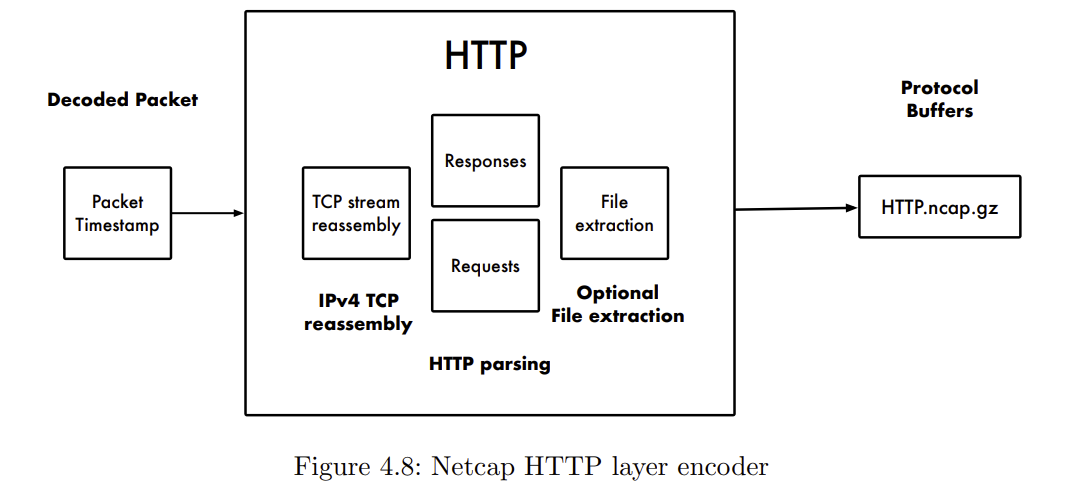 HTTP
Decoded Packet
Protocol
Buffers
Packet
Timestamp
TCP stream
reassembly
Responses
Requests
File
extraction
HTTP.ncap.gz
IPv4 TCP
reassembly
Optional
File extraction
HTTP parsing
Figure 4.8: Netcap HTTP layer encoder